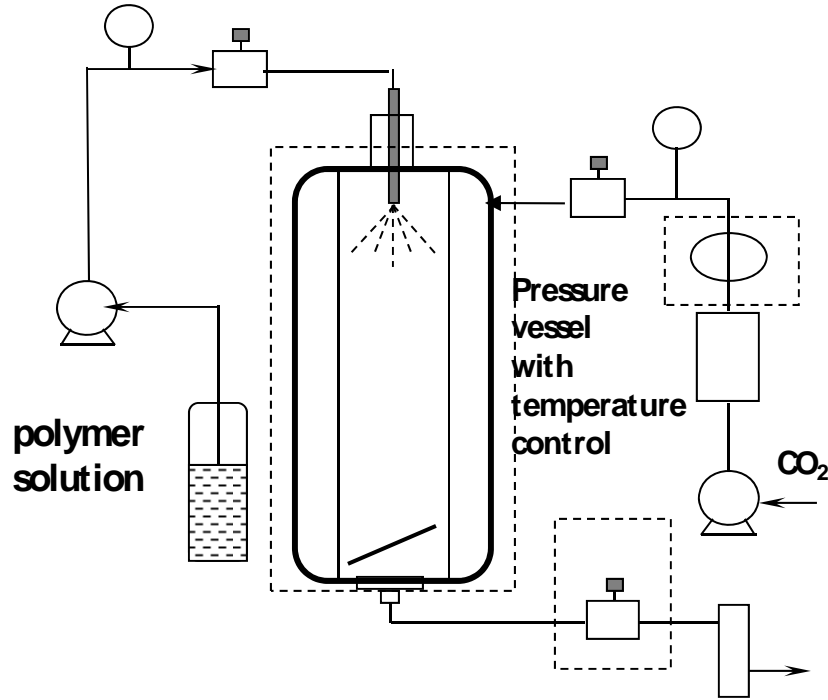 Pressure
vessel
with
temperature
control
polymer
solution
CO₂